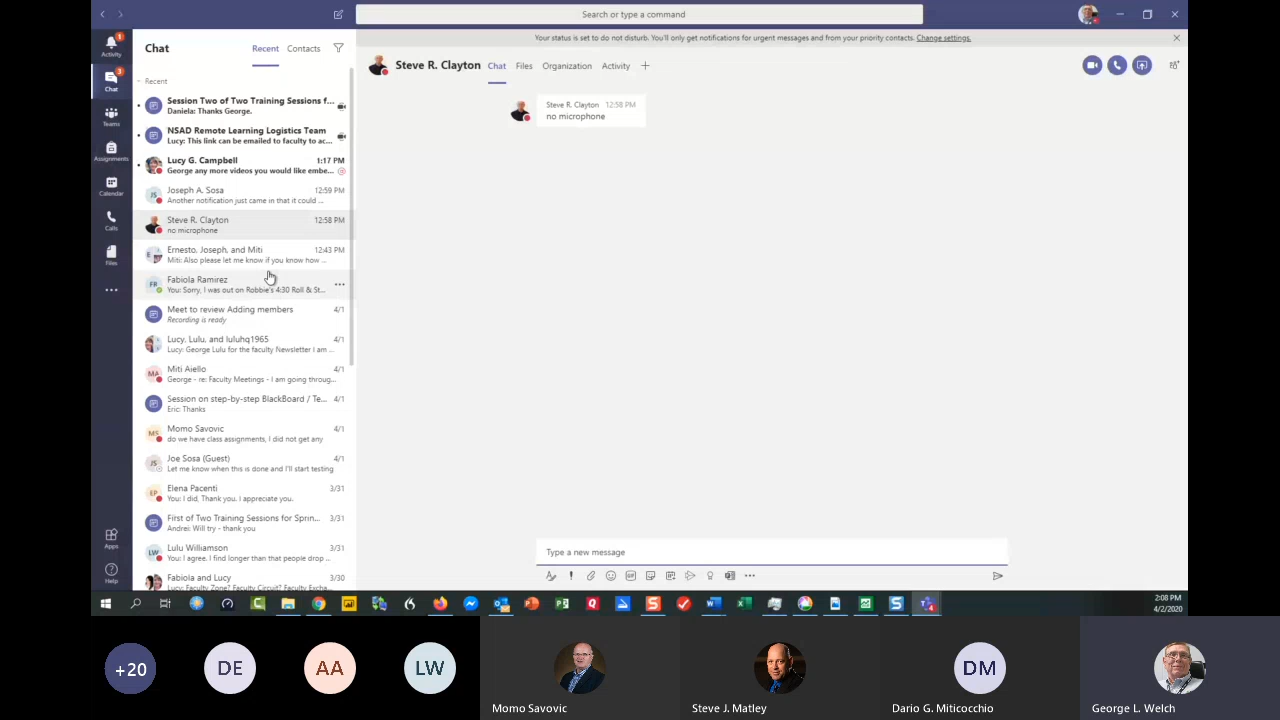 Search or type a command
Your status is set to do not disturb. You'll only get notifications for urgent messages and from your priority contacts. Change settings.
Activity
Chat
Teams
Assignments
Calendar
Calls
Files
Apps
Help
Chat
Recent Contacts
Recent
Session Two of Two Training Sessions f...
Daniela: Thanks George.
NSAD Remote Learning Logistics Team
Lucy: This link can be emailed to faculty to ac...
Lucy G. Campbell 1:17 PM
George any more videos you would like embe...
Joseph A. Sosa 12:59 PM
Another notification just came in that it could ...
Steve R. Clayton 12:58 PM
no microphone
Ernesto, Joseph, and Miti 12:43 PM
Miti: Also please let me know if you know how ...
Fabiola Ramirez
You: Sorry, I was out on Robbie's 4:30 Roll & St...
Meet to review Adding members 4/1
Recording is ready
Lucy, Lulu, and luluhq1965 4/1
Lucy: George Lulu for the faculty Newsletter I am ...
Miti Aiello 4/1
George - re: Faculty Meetings - I am going throug...
Session on step-by-step BlackBoard / Te... 4/1
Eric: Thanks
Momo Savovic 4/1
do we have class assignments, I did not get any
Joe Sosa (Guest) 4/1
Let me know when this is done and I'll start testing
Elena Pacenti 3/31
You: I did. Thank you. I appreciate you.
First of Two Training Sessions for Sprin... 3/31
Andrei: Will try - thank you
Lulu Williamson 3/31
You: I agree. I find longer than that people drop ...
Fabiola and Lucy 3/30
Lucy: Faculty Zone? Faculty Circuit? Faculty Excha...
Steve R. Clayton Chat Files Organization Activity
Steve R. Clayton 12:58 PM
no microphone
Type a new message
2:08 PM
4/2/2020
+20
DE
AA
LW
DM
Momo Savovic
Steve J. Matley
Dario G. Miticocchio
George L. Welch